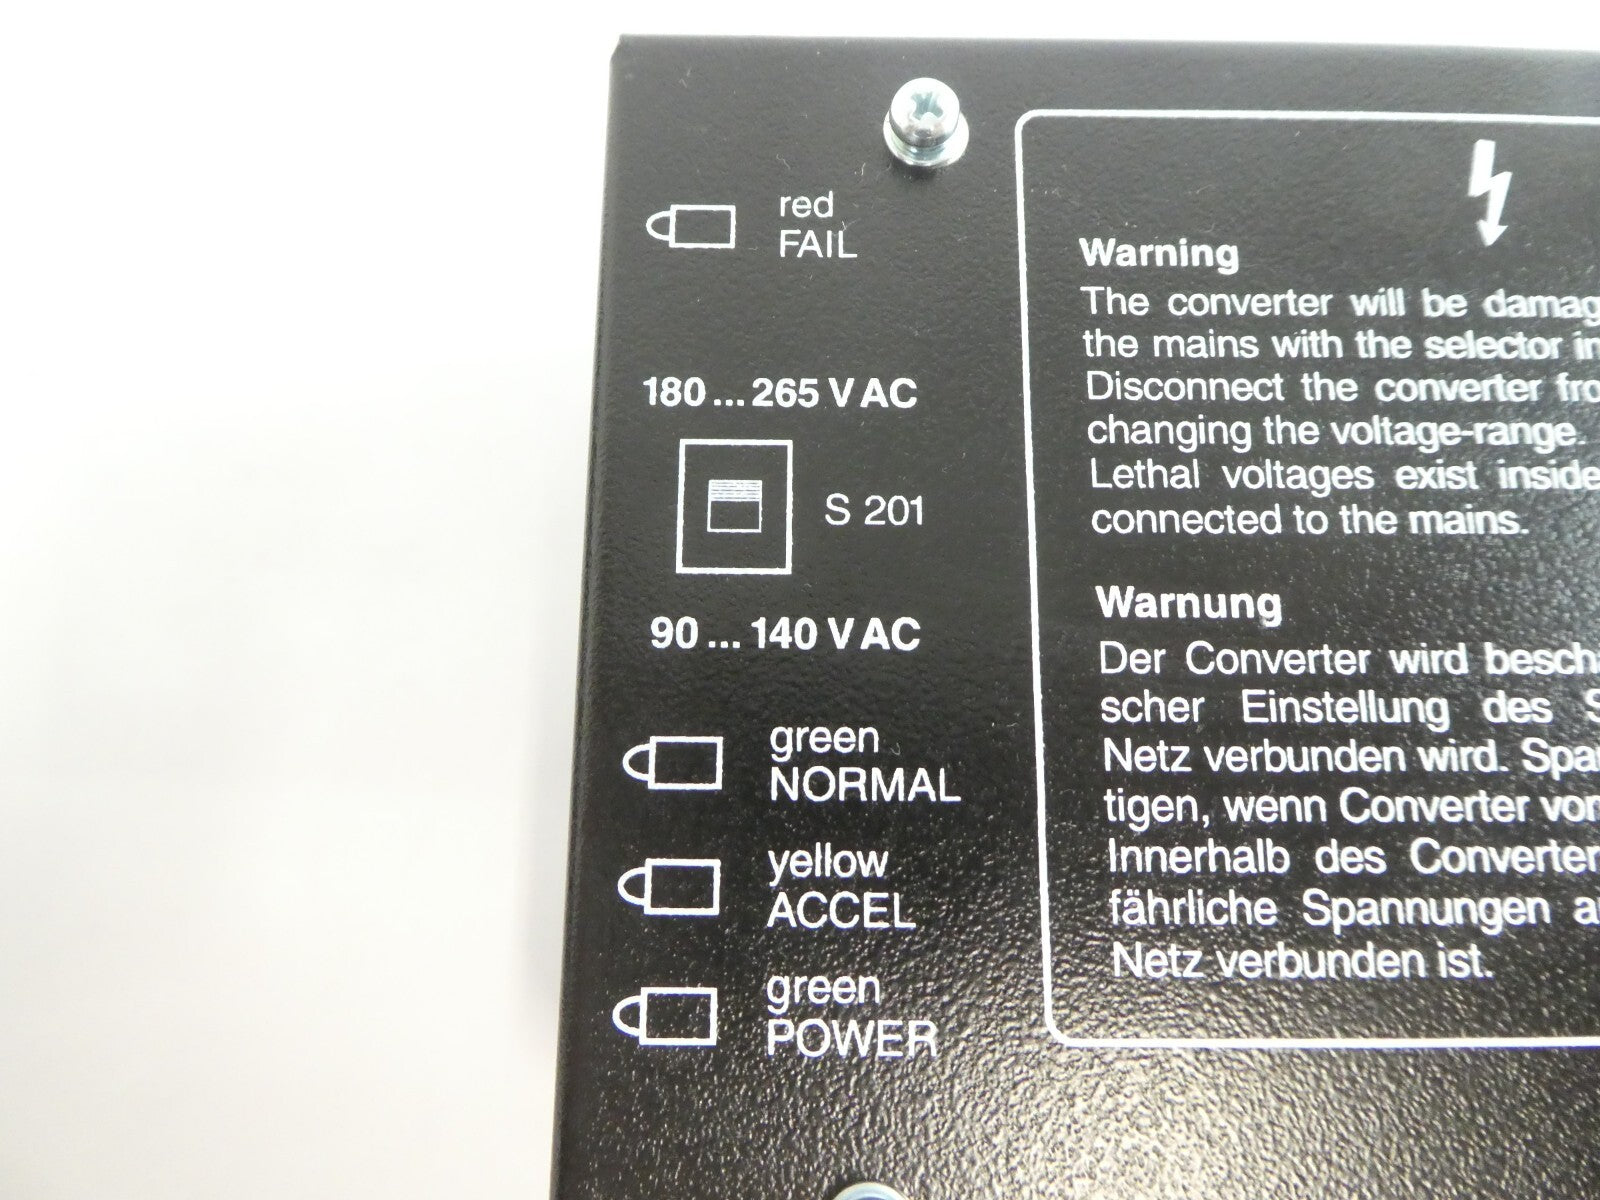 red
FAIL
180 ... 265 V AC
S 201
90 ... 140 V AC
green
NORMAL
yellow
ACCEL
green
POWER
Warning
The converter will be
the mains with the selector
Disconnect the converter
changing the voltage-range.
Lethal voltages exist inside
connected to the mains.
Warnung
Der Converter wird
scher Einstellung des
Netz verbunden wird.
tigen, wenn Converter
Innerhalb des Converter
fährliche Spannungen
Netz verbunden ist.